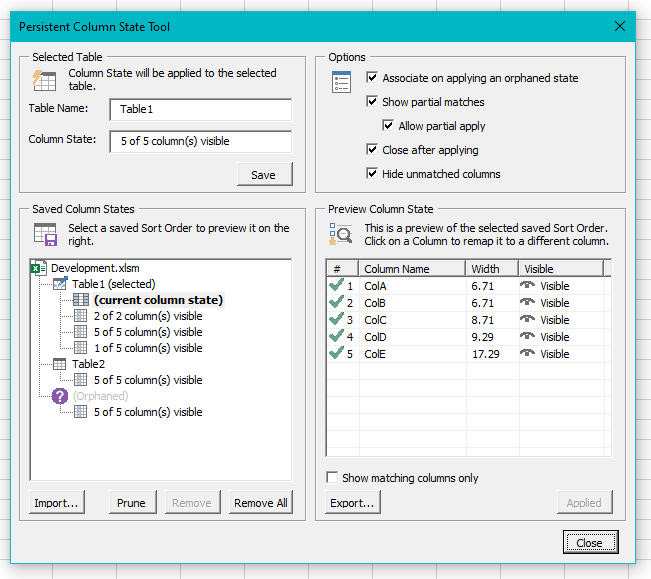 Persistent Column State Tool
Selected Table
Column State will be applied to the selected
table.
Table Name: Table1
Column State: 5 of 5 column(s) visible
Save
Options
Associate on applying an orphaned state
Show partial matches
Allow partial apply
Close after applying
Hide unmatched columns
Saved Column States
Select a saved Sort Order to preview it on the
right.
Development.xlsm
Table1 (selected)
(current column state)
2 of 2 column(s) visible
5 of 5 column(s) visible
1 of 5 column(s) visible
Table2
5 of 5 column(s) visible
(Orphaned)
5 of 5 column(s) visible
Import... Prune Remove Remove All
Preview Column State
This is a preview of the selected saved Sort Order.
Click on a Column to remap it to a different column.
# Column Name Width Visible
1 ColA 6.71 Visible
2 ColB 6.71 Visible
3 ColC 8.71 Visible
4 ColD 9.29 Visible
5 ColE 17.29 Visible
Show matching columns only
Export... Applied
Close